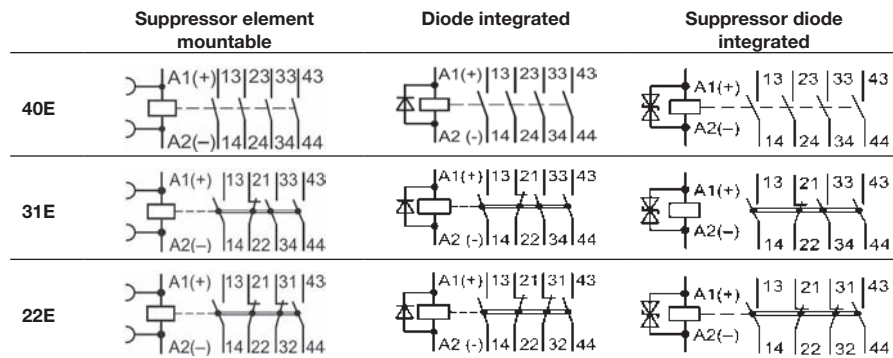 Suppressor element mountable
Diode integrated
Suppressor diode integrated
40E
A1(+) 13 23 33 43
A2(–) 14 24 34 44
A1(+) 13 23 33 43
A2 (-) 14 24 34 44
A1(+) 13 23 33 43
A2(–) 14 24 34 44
31E
A1(+) 13 21 33 43
A2(–) 14 22 34 44
A1(+) 13 21 33 43
A2 (-) 14 22 34 44
A1(+) 13 21 33 43
A2(–) 14 22 34 44
22E
A1(+) 13 21 31 43
A2(–) 14 22 32 44
A1(+) 13 21 31 43
A2 (-) 14 22 32 44
A1(+) 13 21 31 43
A2(–) 14 22 32 44